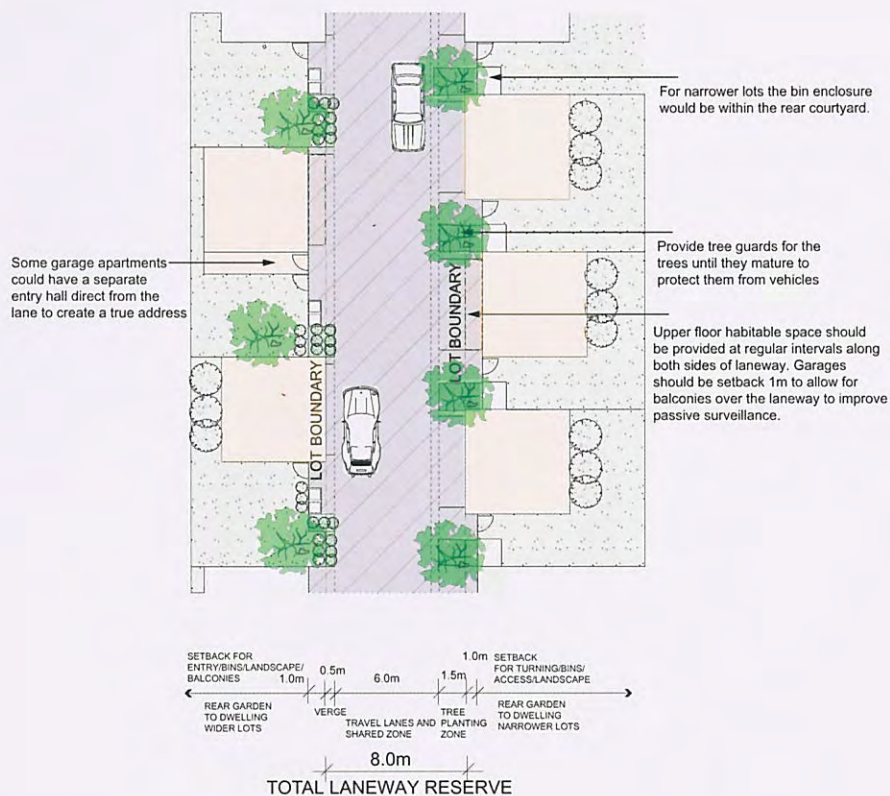 For narrower lots the bin enclosure
would be within the rear courtyard.
Some garage apartments
could have a separate
entry hall direct from the
lane to create a true address
Provide tree guards for the
trees until they mature to
protect them from vehicles
LOT BOUNDARY
Upper floor habitable space should
be provided at regular intervals along
both sides of laneway. Garages
should be setback 1m to allow for
balconies over the laneway to improve
passive surveillance.
LOT BOUNDARY
SETBACK FOR
ENTRY/BINS/LANDSCAPE/
BALCONIES
1.0m
0.5m
6.0m
1.5m
1.0m
SETBACK
FOR TURNING/BINS/
ACCESS/LANDSCAPE
REAR GARDEN
TO DWELLING
WIDER LOTS
VERGE
TRAVEL LANES AND
SHARED ZONE
TREE
PLANTING
ZONE
REAR GARDEN
TO DWELLING
NARROWER LOTS
8.0m
TOTAL LANEWAY RESERVE